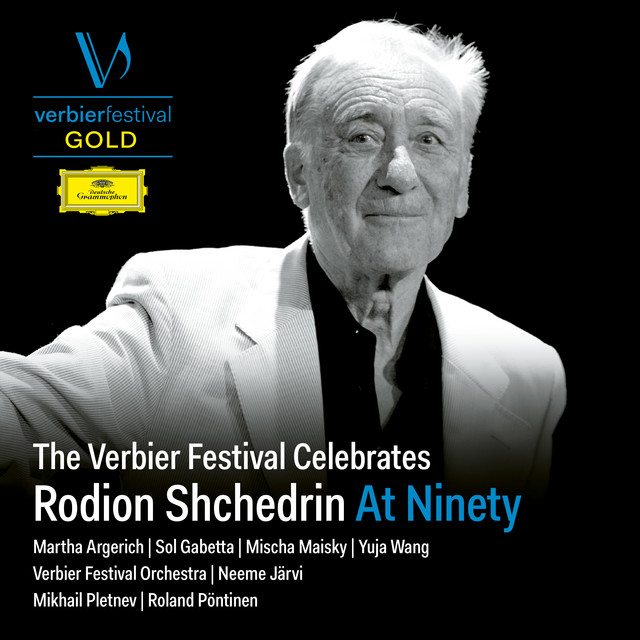 verbierfestival
GOLD
Deutsche
Grammophon
The Verbier Festival Celebrates
Rodion Shchedrin At Ninety
Martha Argerich | Sol Gabetta | Mischa Maisky | Yuja Wang
Verbier Festival Orchestra | Neeme Järvi
Mikhail Pletnev | Roland Pöntinen